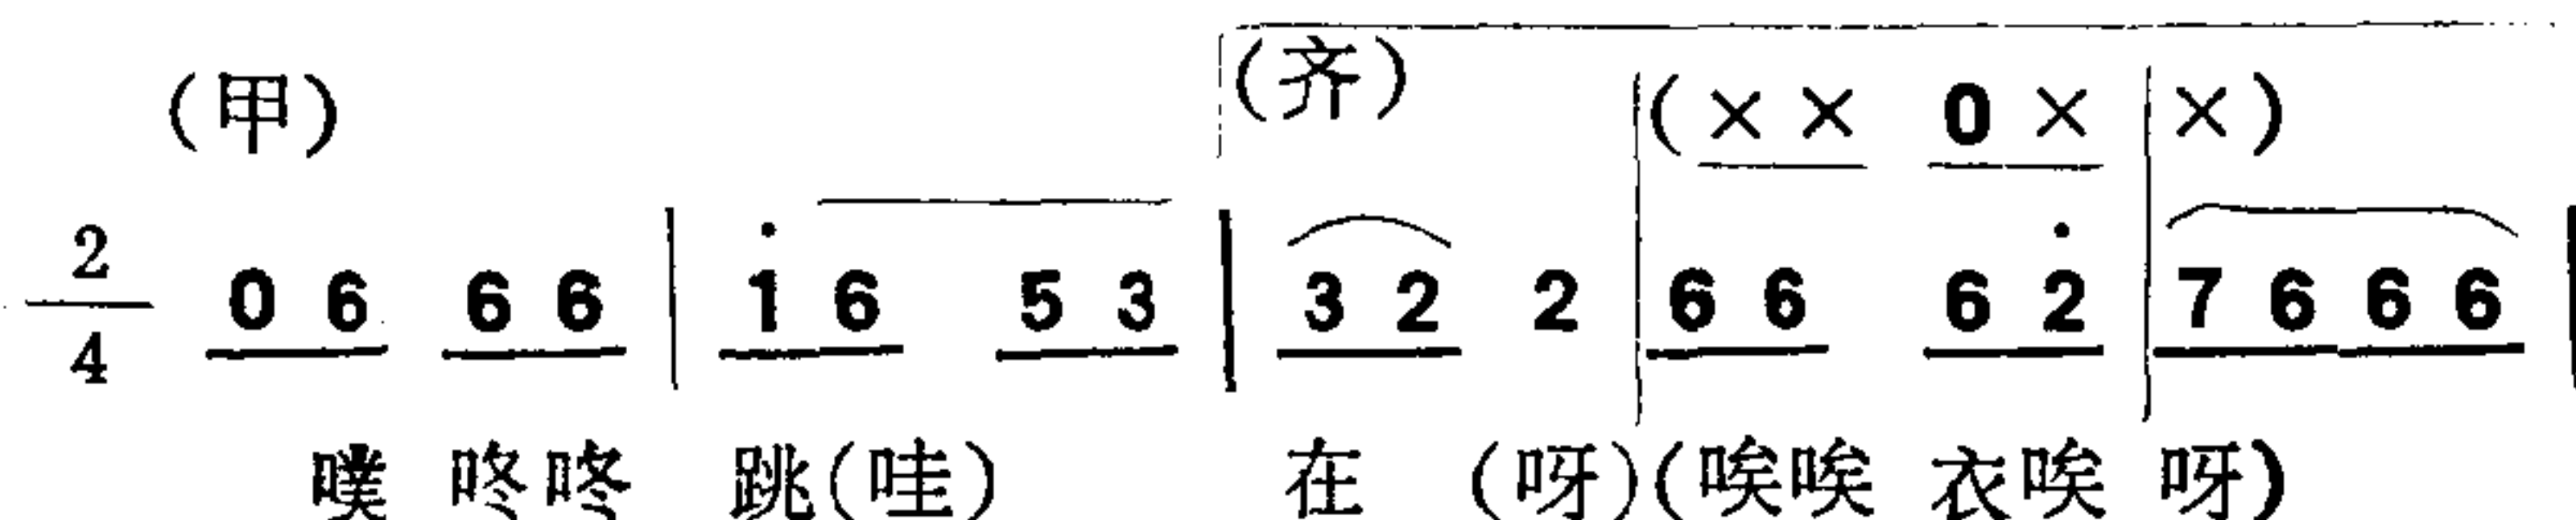 (甲) (齐) (×× 0× ×)
2/4 06 66 | i̇6 53 | 32 2 | 66 62̇ | 7666 |
噗 咚咚 跳(哇) 在 (呀)(唉唉 衣唉 呀)